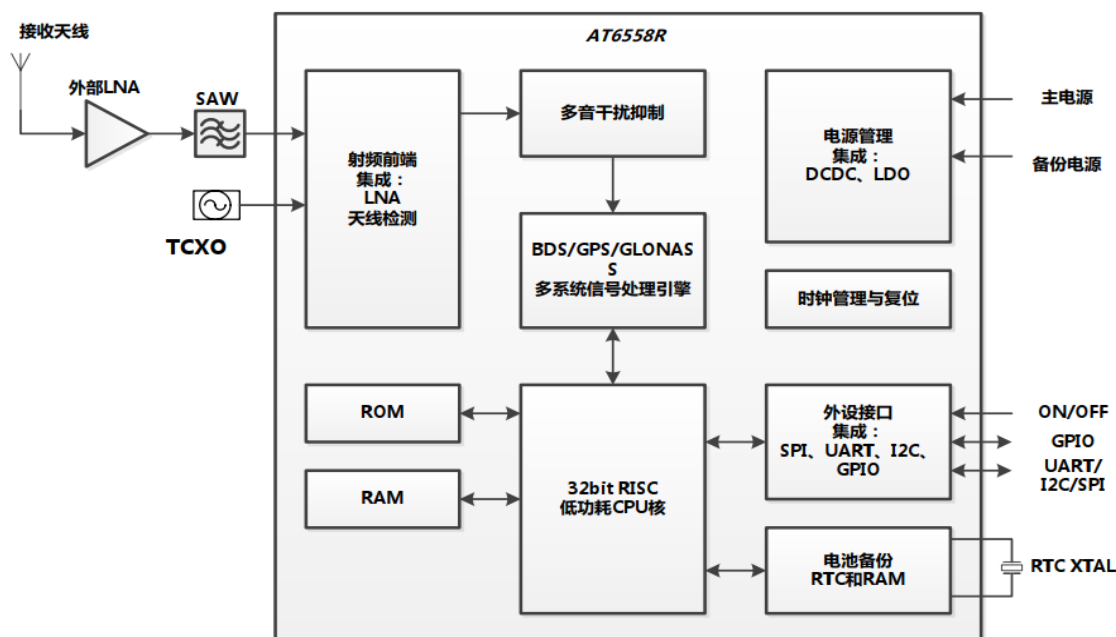 AT6558R
接收天线
外部LNA
SAW
TCXO
射频前端
集成：
LNA
天线检测
多音干扰抑制
BDS/GPS/GLONAS
S
多系统信号处理引擎
电源管理
集成：
DCDC、LDO
主电源
备份电源
时钟管理与复位
ROM
RAM
32bit RISC
低功耗CPU核
外设接口
集成：
SPI、UART、I2C、
GPIO
ON/OFF
GPIO
UART/
I2C/SPI
电池备份
RTC和RAM
RTC XTAL